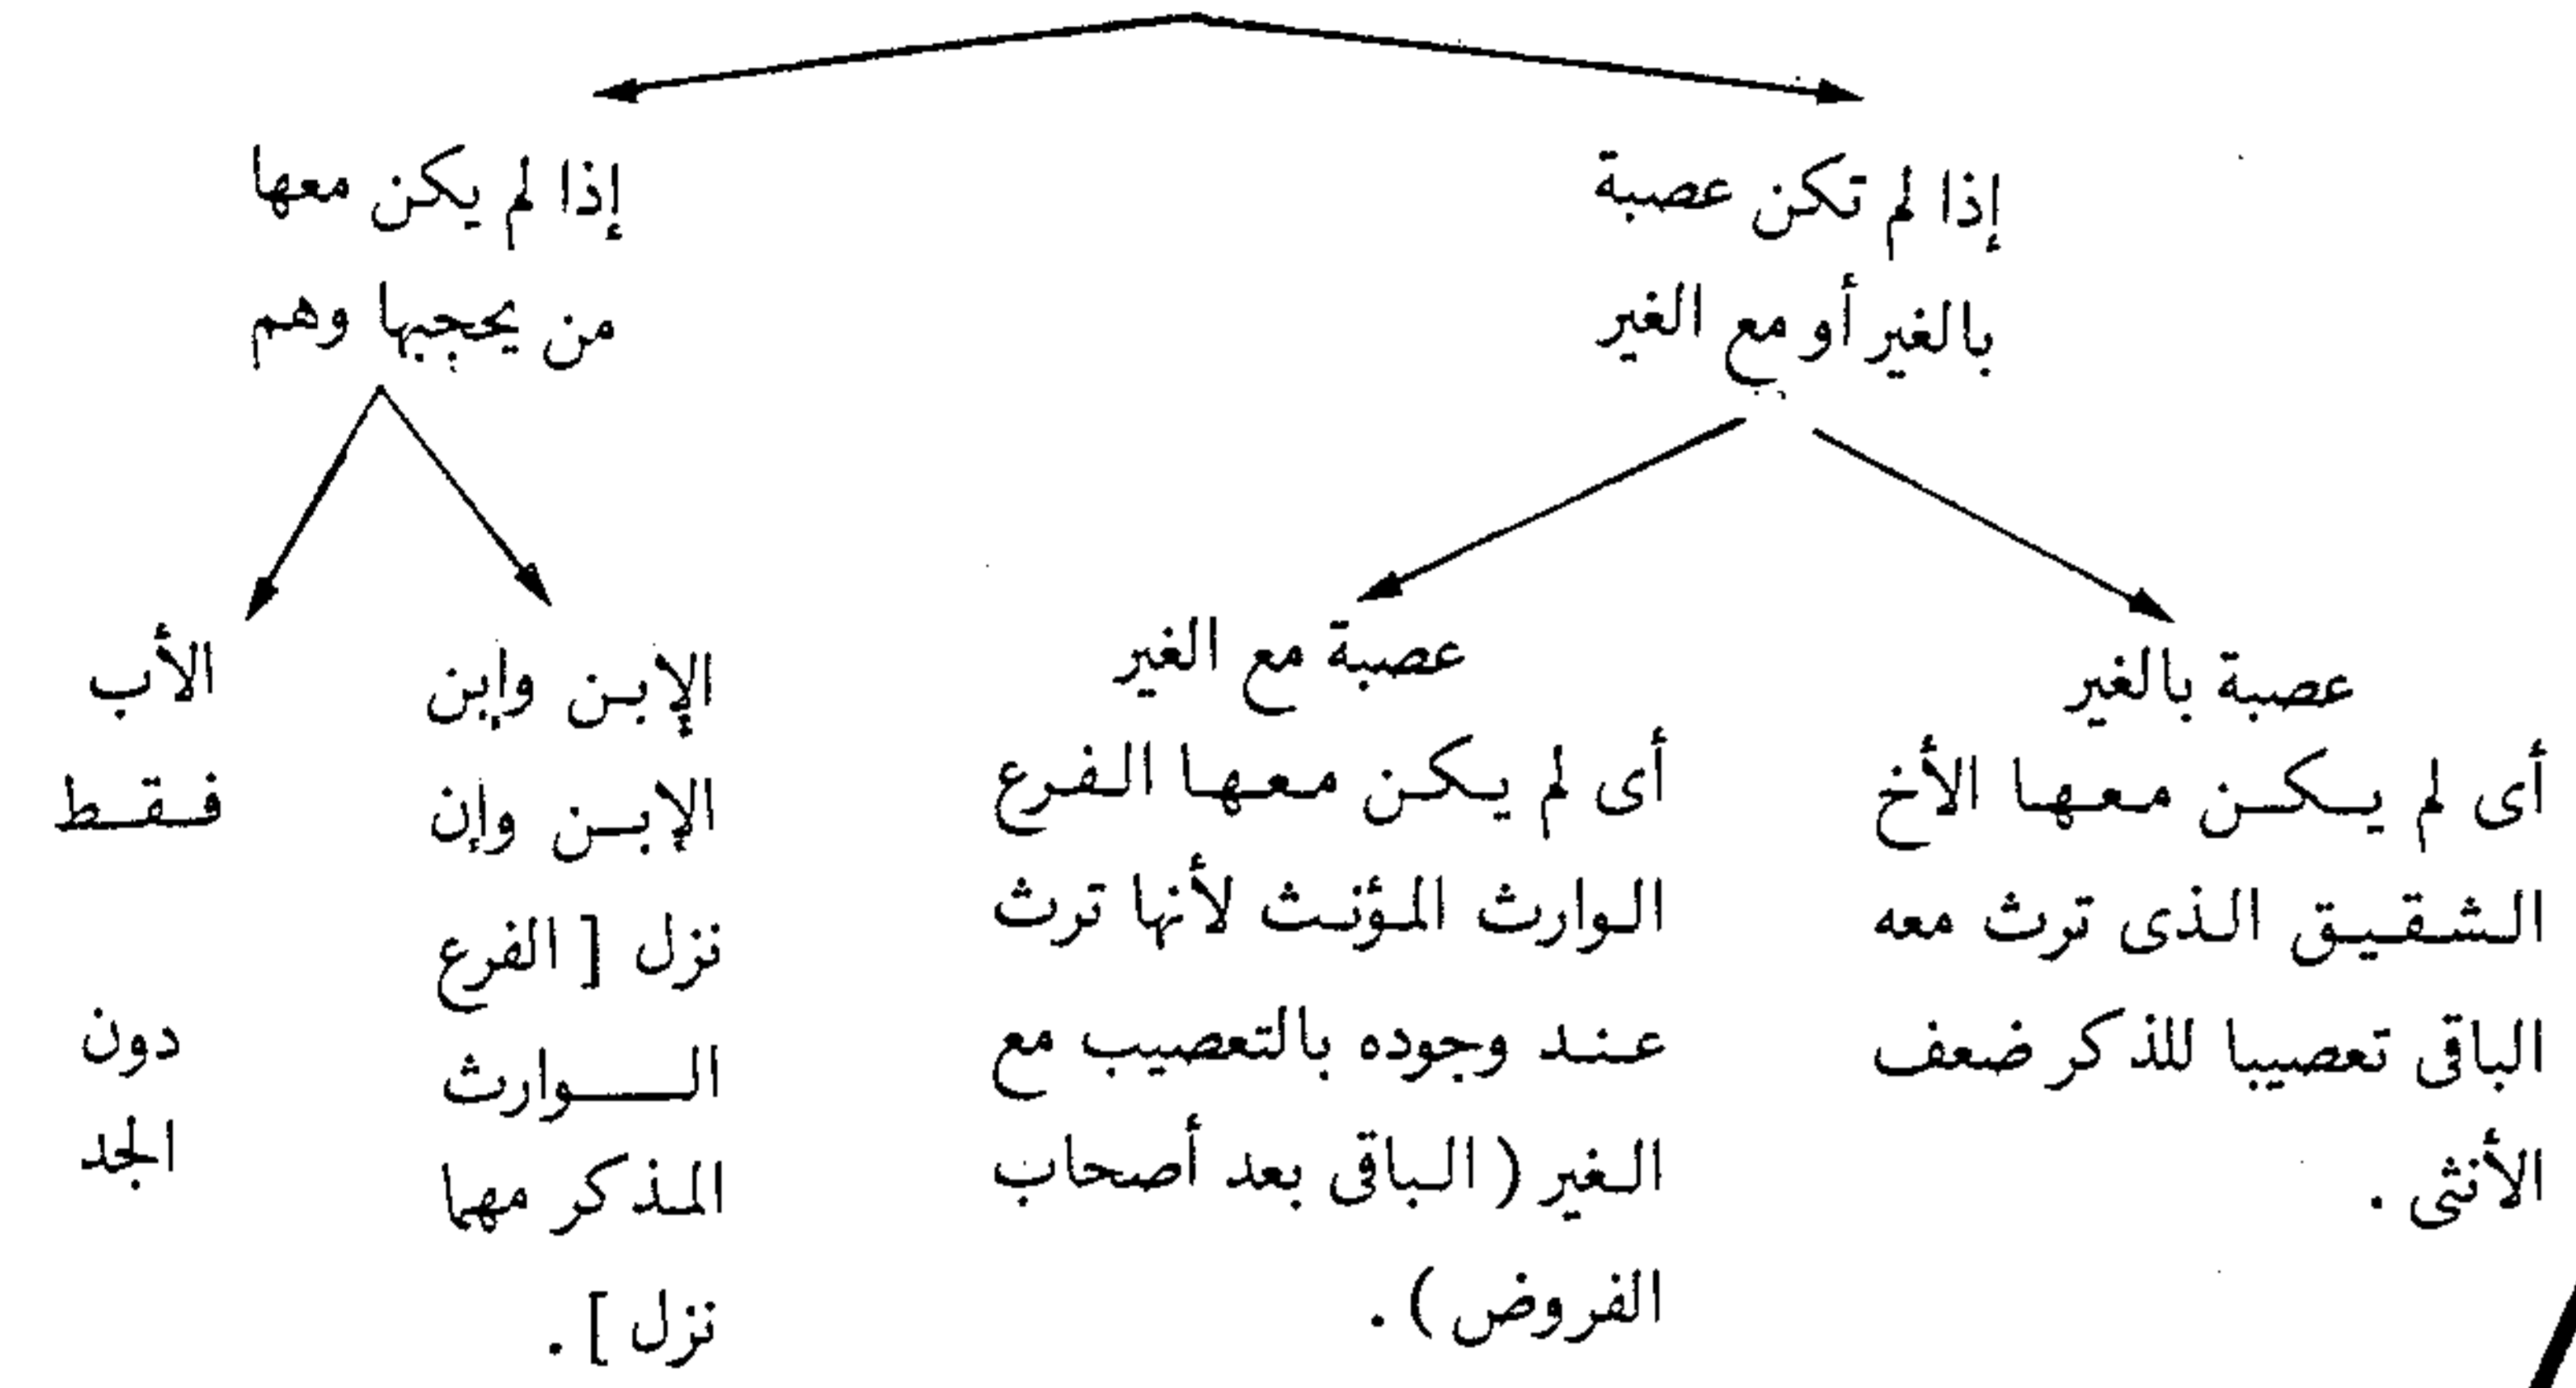 إذا لم تكن عصبة
بالغير أو مع الغير
إذا لم يكن معها
من يحجبها وهم
عصبة بالغير
أى لم يكن معها الأخ
الشقيق الذى ترث معه
الباقى تعصيبا للذكر ضعف
الأنثى .
عصبة مع الغير
أى لم يكن معها الفرع
الوارث المؤنث لأنها ترث
عند وجوده بالتعصيب مع
الغير ( الباقى بعد أصحاب
الفروض ) .
الإبن وإبن
الإبن وإن
نزل [ الفرع
الوارث
المذكر مهما
نزل ] .
الأب
فقط
دون
الجد